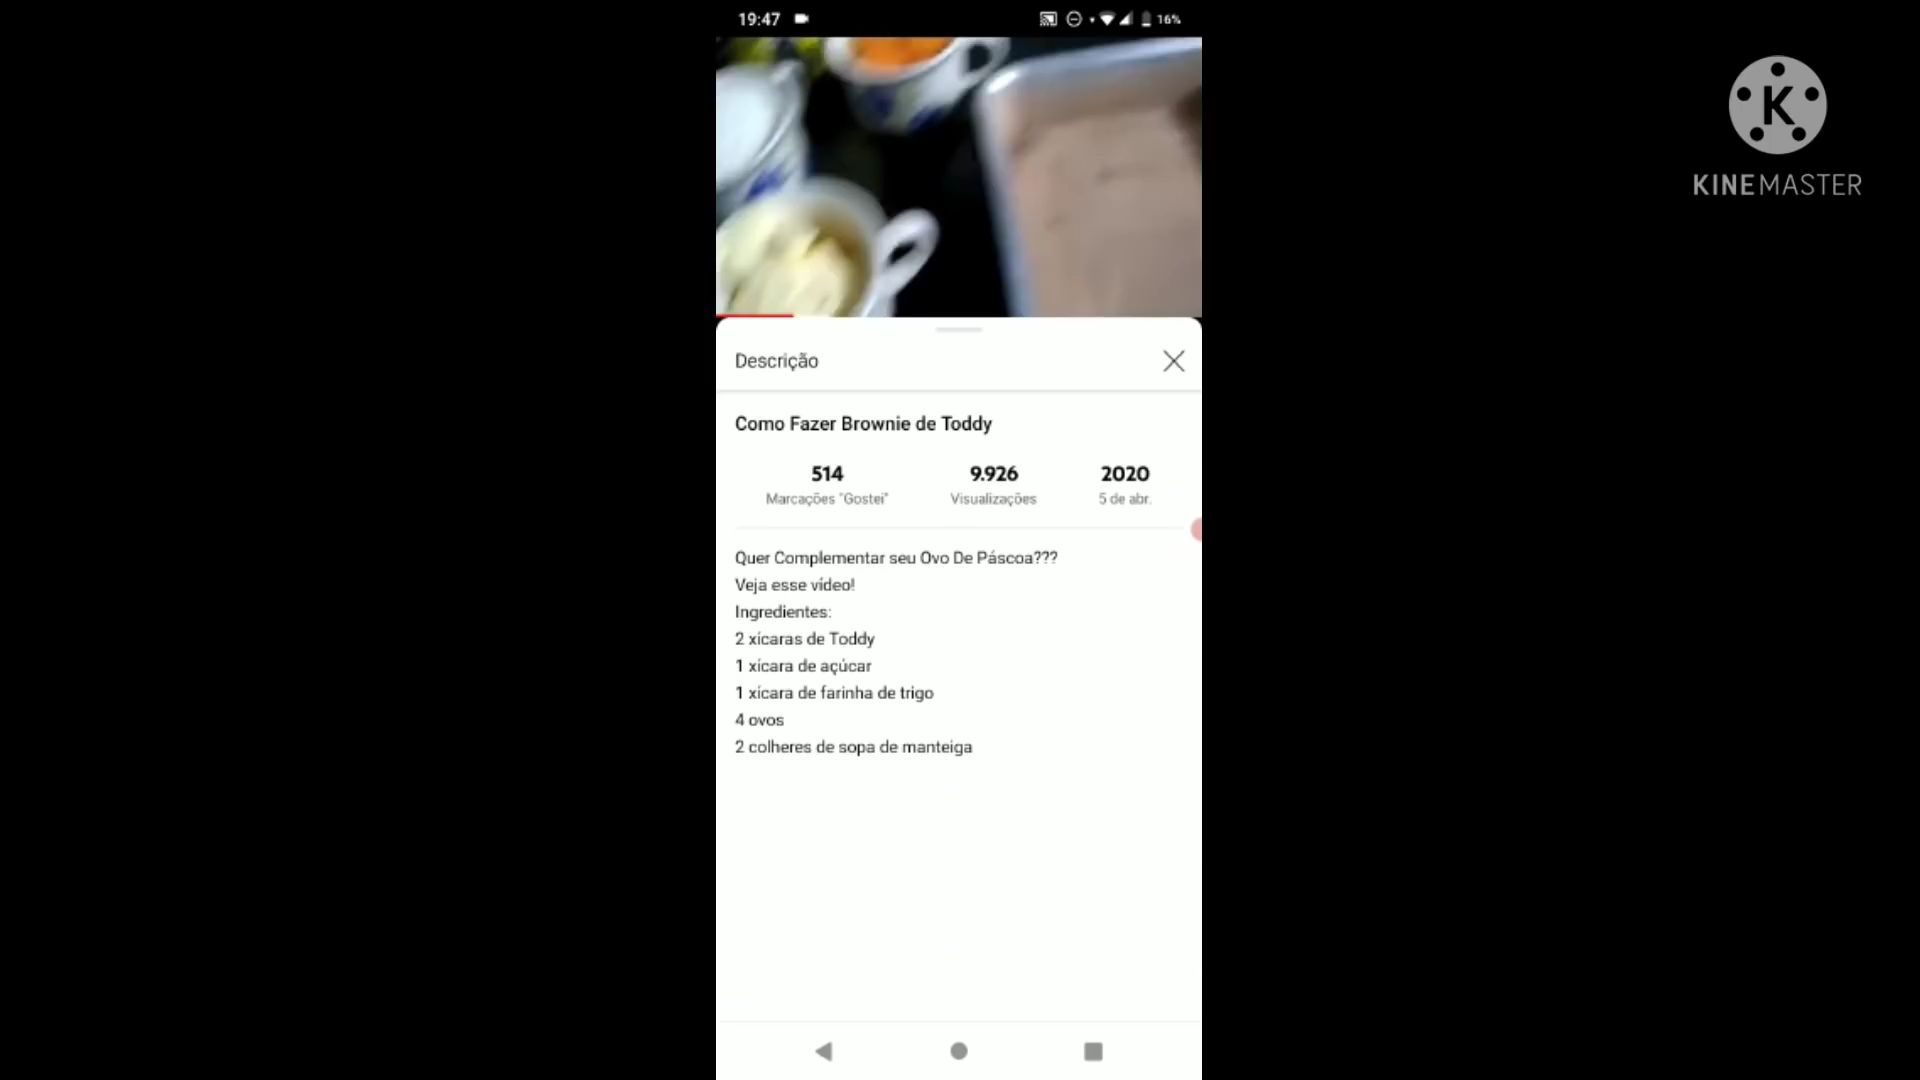 19:47
16%
KINEMASTER
Descrição
Como Fazer Brownie de Toddy
514 9.926 2020
Marcações "Gostei" Visualizações 5 de abr.
Quer Complementar seu Ovo De Páscoa???
Veja esse vídeo!
Ingredientes:
2 xícaras de Toddy
1 xícara de açúcar
1 xícara de farinha de trigo
4 ovos
2 colheres de sopa de manteiga